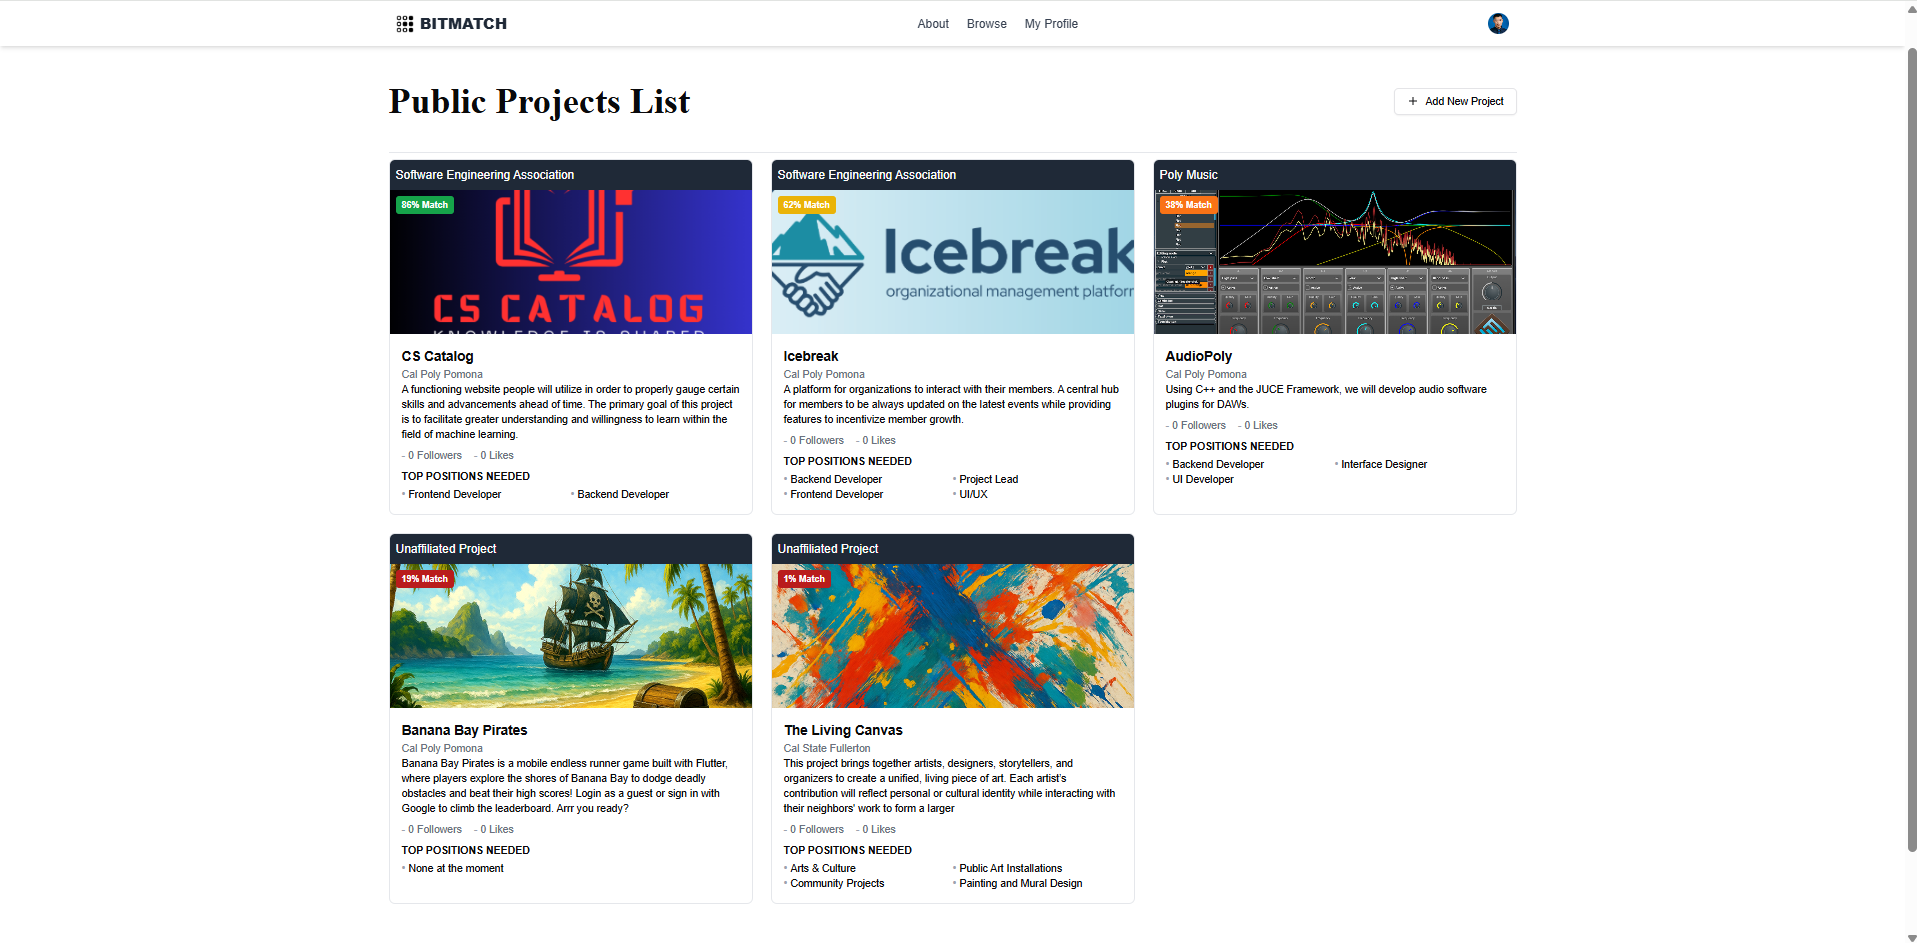 BITMATCH
About Browse My Profile
Public Projects List
+ Add New Project
Software Engineering Association
86% Match
CS CATALOG
KNOWLEDGE IS SHARED
CS Catalog
Cal Poly Pomona
A functioning website people will utilize in order to properly gauge certain
skills and advancements ahead of time. The primary goal of this project
is to facilitate greater understanding and willingness to learn within the
field of machine learning.
- 0 Followers - 0 Likes
TOP POSITIONS NEEDED
• Frontend Developer • Backend Developer
Software Engineering Association
62% Match
Icebreak
organizational management platfor
Icebreak
Cal Poly Pomona
A platform for organizations to interact with their members. A central hub
for members to be always updated on the latest events while providing
features to incentivize member growth.
- 0 Followers - 0 Likes
TOP POSITIONS NEEDED
• Backend Developer • Project Lead
• Frontend Developer • UI/UX
Poly Music
38% Match
AudioPoly
Cal Poly Pomona
Using C++ and the JUCE Framework, we will develop audio software
plugins for DAWs.
- 0 Followers - 0 Likes
TOP POSITIONS NEEDED
• Backend Developer • Interface Designer
• UI Developer
Unaffiliated Project
19% Match
Banana Bay Pirates
Cal Poly Pomona
Banana Bay Pirates is a mobile endless runner game built with Flutter,
where players explore the shores of Banana Bay to dodge deadly
obstacles and beat their high scores! Login as a guest or sign in with
Google to climb the leaderboard. Arrr you ready?
- 0 Followers - 0 Likes
TOP POSITIONS NEEDED
• None at the moment
Unaffiliated Project
1% Match
The Living Canvas
Cal State Fullerton
This project brings together artists, designers, storytellers, and
organizers to create a unified, living piece of art. Each artist's
contribution will reflect personal or cultural identity while interacting with
their neighbors' work to form a larger
- 0 Followers - 0 Likes
TOP POSITIONS NEEDED
• Arts & Culture • Public Art Installations
• Community Projects • Painting and Mural Design